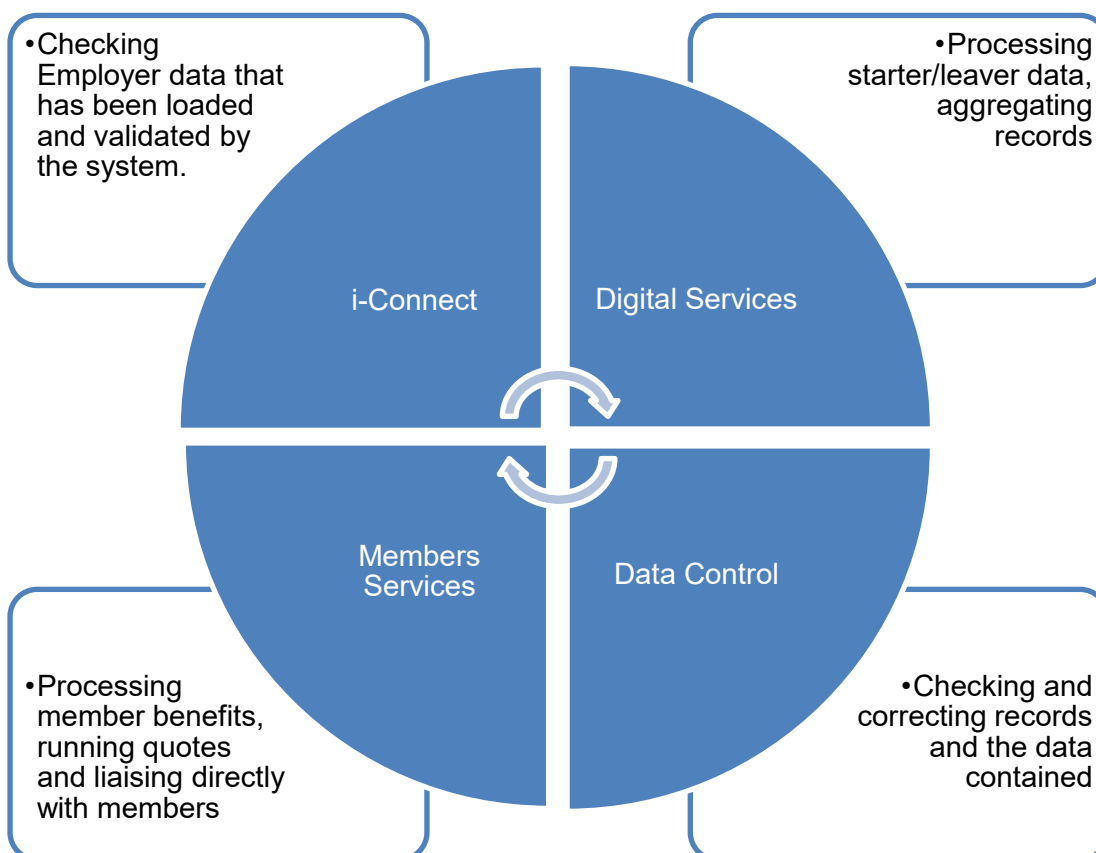 •Checking
Employer data that
has been loaded
and validated by
the system.
•Processing
starter/leaver data,
aggregating
records
i-Connect
Digital Services
Members
Services
Data Control
•Processing
member benefits,
running quotes
and liaising directly
with members
•Checking and
correcting records
and the data
contained